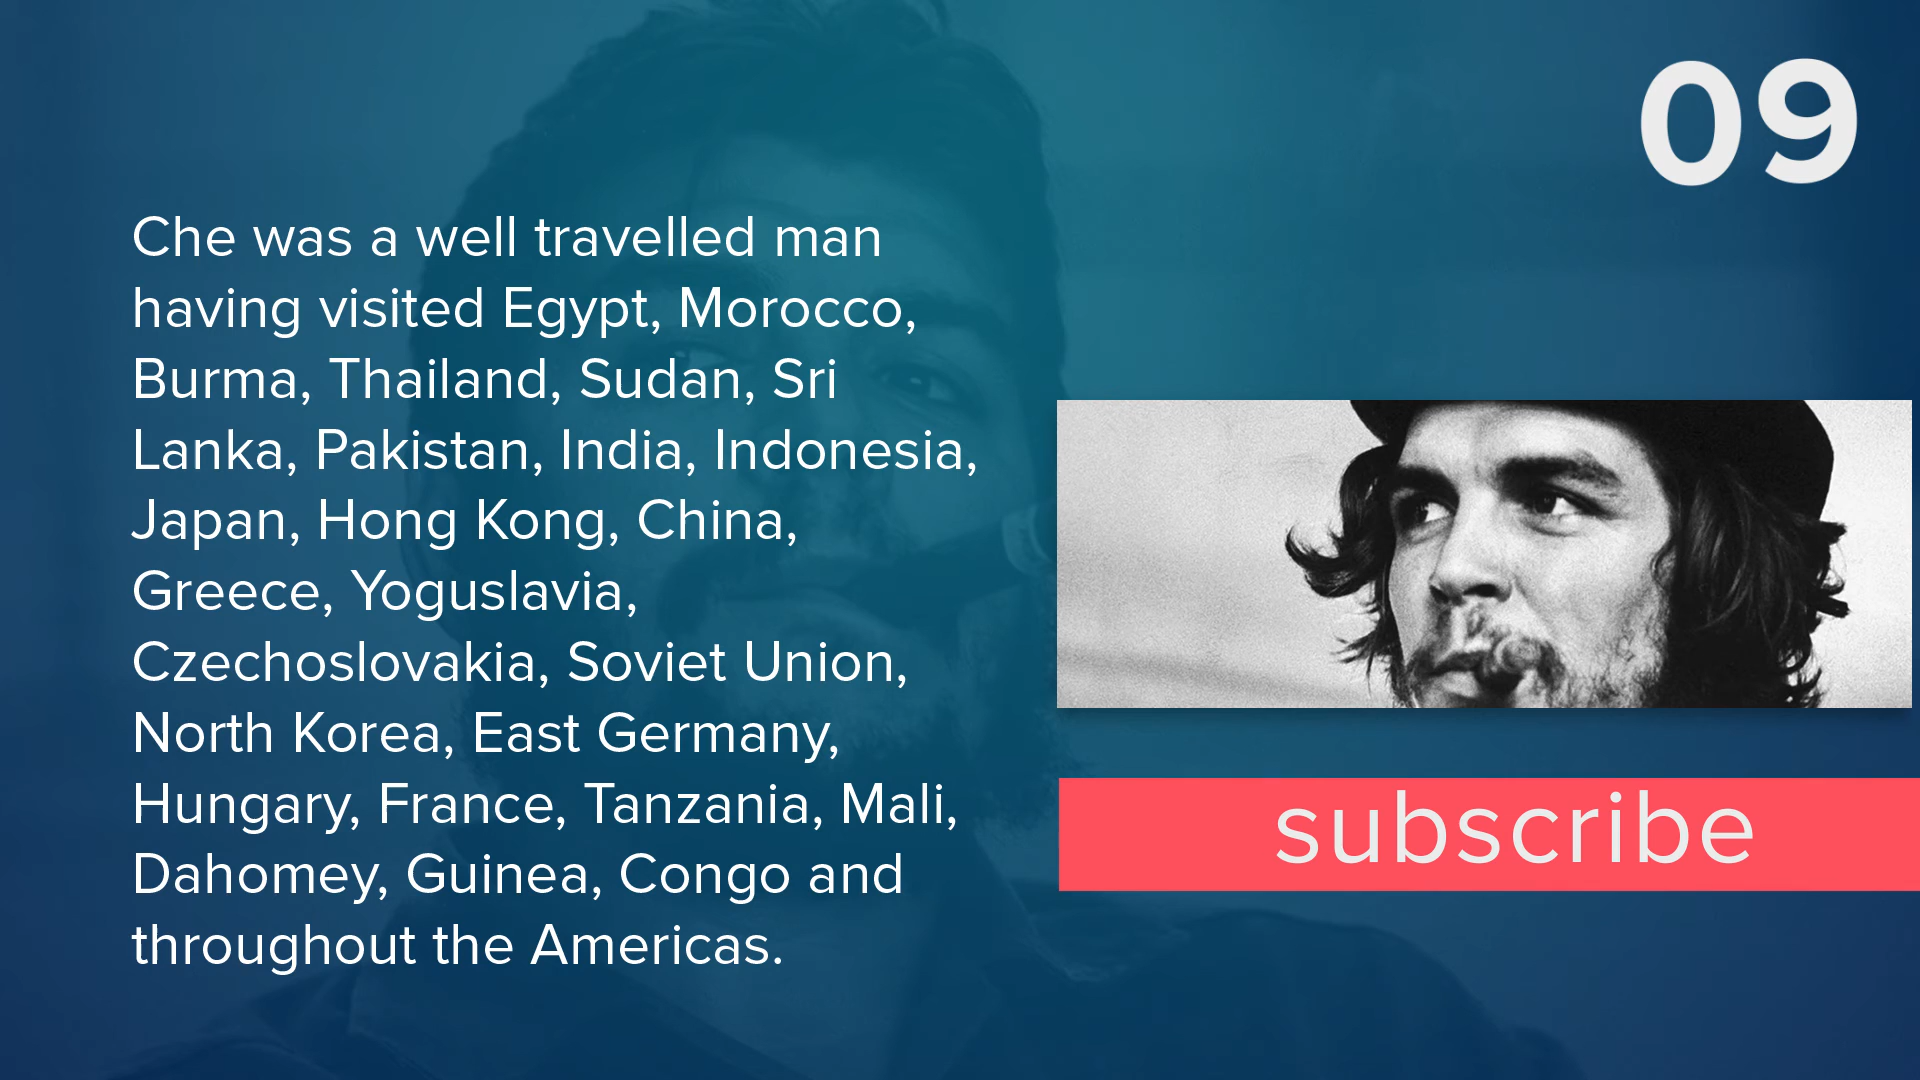 09
Che was a well travelled man
having visited Egypt, Morocco,
Burma, Thailand, Sudan, Sri
Lanka, Pakistan, India, Indonesia,
Japan, Hong Kong, China,
Greece, Yoguslavia,
Czechoslovakia, Soviet Union,
North Korea, East Germany,
Hungary, France, Tanzania, Mali,
Dahomey, Guinea, Congo and
throughout the Americas.
subscribe